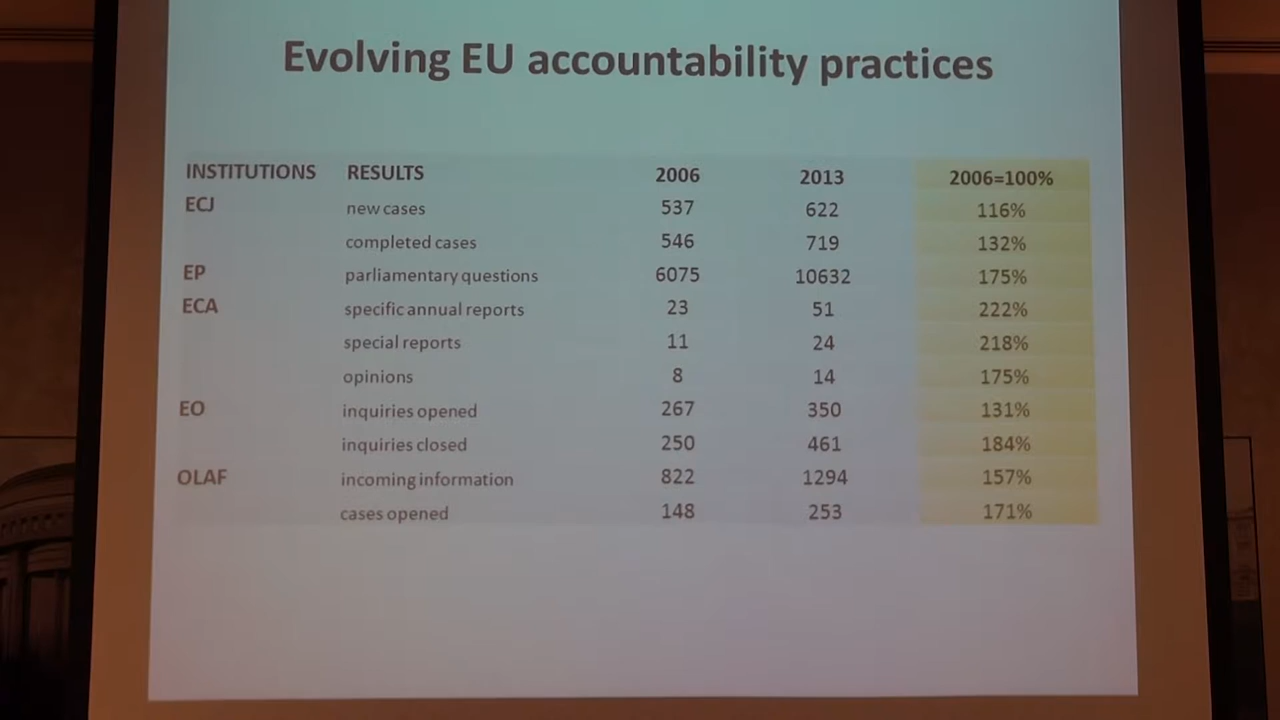 Evolving EU accountability practices
INSTITUTIONS RESULTS 2006 2013 2006=100%
ECJ new cases 537 622 116%
completed cases 546 719 132%
EP parliamentary questions 6075 10632 175%
ECA specific annual reports 23 51 222%
special reports 11 24 218%
opinions 8 14 175%
EO inquiries opened 267 350 131%
inquiries closed 250 461 184%
OLAF incoming information 822 1294 157%
cases opened 148 253 171%